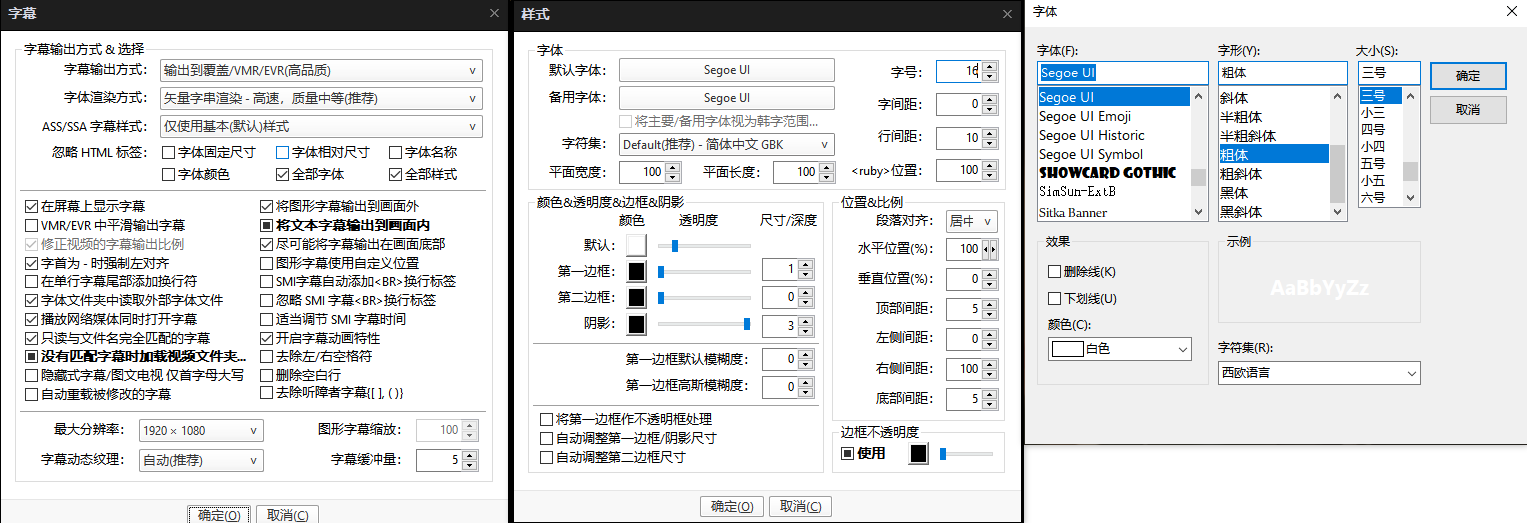 字幕
字幕输出方式 & 选择
字幕输出方式: 输出到覆盖/VMR/EVR(高品质)
字体渲染方式: 矢量字串渲染 - 高速，质量中等(推荐)
ASS/SSA 字幕样式: 仅使用基本(默认)样式
忽略 HTML 标签: 字体固定尺寸 字体相对尺寸 字体名称
字体颜色 全部字体 全部样式
在屏幕上显示字幕 将图形字幕输出到画面外
VMR/EVR 中平滑输出字幕 将文本字幕输出到画面内
修正视频的字幕输出比例 尽可能将字幕输出在画面底部
字首为 - 时强制左对齐 图形字幕使用自定义位置
在单行字幕尾部添加换行符 SMI字幕自动添加<BR>换行标签
字体文件夹中读取外部字体文件 忽略 SMI 字幕<BR>换行标签
播放网络媒体同时打开字幕 适当调节 SMI 字幕时间
只读与文件名完全匹配的字幕 开启字幕动画特性
没有匹配字幕时加载视频文件夹... 去除左/右空格符
隐藏式字幕/图文电视 仅首字母大写 删除空白行
自动重载被修改的字幕 去除听障者字幕{[ ], ( )}
最大分辨率: 1920 × 1080 图形字幕缩放: 100
字幕动态纹理: 自动(推荐) 字幕缓冲量: 5
确定(O) 取消(C)
样式
字体
默认字体: Segoe UI 字号: 16
备用字体: Segoe UI 字间距: 0
将主要/备用字体视为韩字范围...
字符集: Default(推荐) - 简体中文 GBK 行间距: 10
平面宽度: 100 平面长度: 100 <ruby>位置: 100
颜色&透明度&边框&阴影
颜色 透明度 尺寸/深度
默认:
第一边框: 1
第二边框: 0
阴影: 3
第一边框默认模糊度: 0
第一边框高斯模糊度: 0
将第一边框作不透明框处理
自动调整第一边框/阴影尺寸
自动调整第二边框尺寸
位置&比例
段落对齐: 居中
水平位置(%): 100
垂直位置(%): 0
顶部间距: 5
左侧间距: 0
右侧间距: 100
底部间距: 5
边框不透明度
使用
确定(O) 取消(C)
字体
字体(F): 字形(Y): 大小(S):
Segoe UI 粗体 三号 确定
Segoe UI 斜体 三号 取消
Segoe UI Emoji 半粗体 小三
Segoe UI Historic 半粗斜体 四号
Segoe UI Symbol 粗体 小四
SHOWCARD GOTHIC 粗斜体 五号
SimSun-ExtB 黑体 小五
Sitka Banner 黑斜体 六号
效果 示例
删除线(K)
下划线(U) AaBbYyZz
颜色(C):
白色
字符集(R):
西欧语言